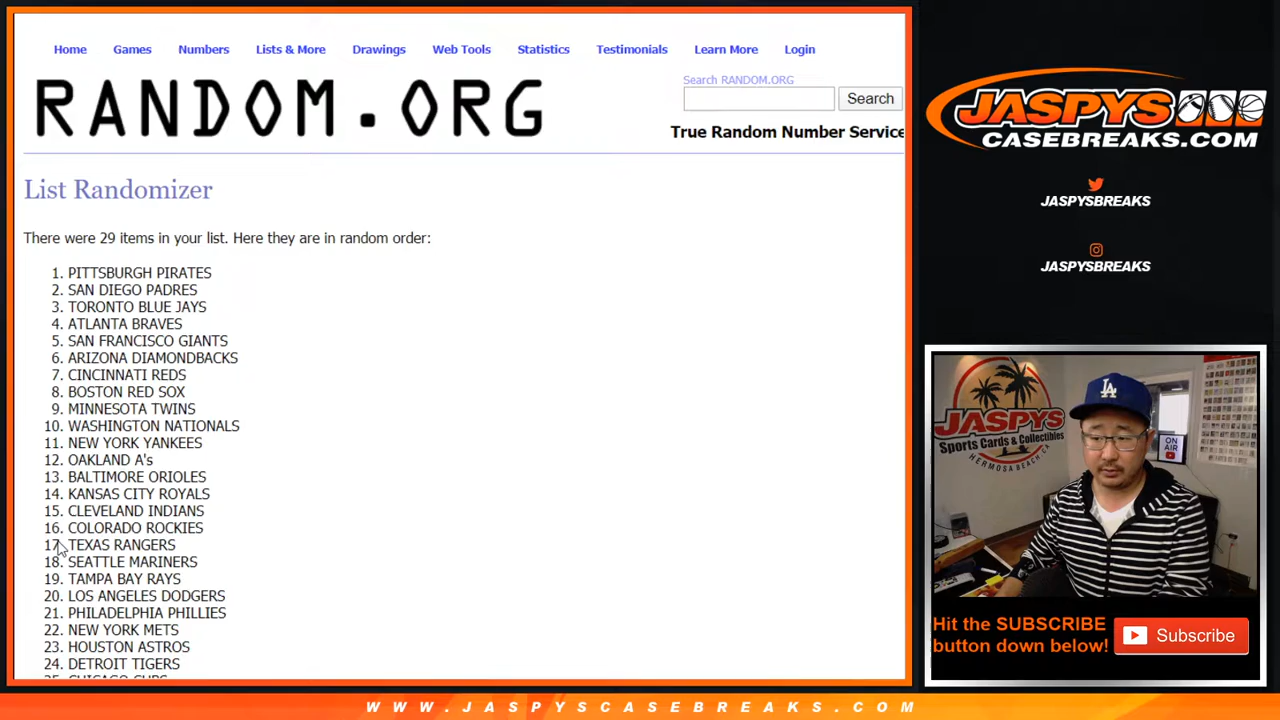 Home Games Numbers Lists & More Drawings Web Tools Statistics Testimonials Learn More Login
RANDOM.ORG
Search RANDOM.ORG
Search
True Random Number Service
List Randomizer
There were 29 items in your list. Here they are in random order:
1. PITTSBURGH PIRATES
2. SAN DIEGO PADRES
3. TORONTO BLUE JAYS
4. ATLANTA BRAVES
5. SAN FRANCISCO GIANTS
6. ARIZONA DIAMONDBACKS
7. CINCINNATI REDS
8. BOSTON RED SOX
9. MINNESOTA TWINS
10. WASHINGTON NATIONALS
11. NEW YORK YANKEES
12. OAKLAND A's
13. BALTIMORE ORIOLES
14. KANSAS CITY ROYALS
15. CLEVELAND INDIANS
16. COLORADO ROCKIES
17. TEXAS RANGERS
18. SEATTLE MARINERS
19. TAMPA BAY RAYS
20. LOS ANGELES DODGERS
21. PHILADELPHIA PHILLIES
22. NEW YORK METS
23. HOUSTON ASTROS
24. DETROIT TIGERS
25. CHICAGO CUBS
JASPYS
CASEBREAKS.COM
JASPYSBREAKS
JASPYSBREAKS
JASPYS
Sports Cards & Collectibles
HERMOSA BEACH CA
LA
ON
AIR
Hit the SUBSCRIBE
button down below!
Subscribe
WWW.JASPYSCASEBREAKS.COM